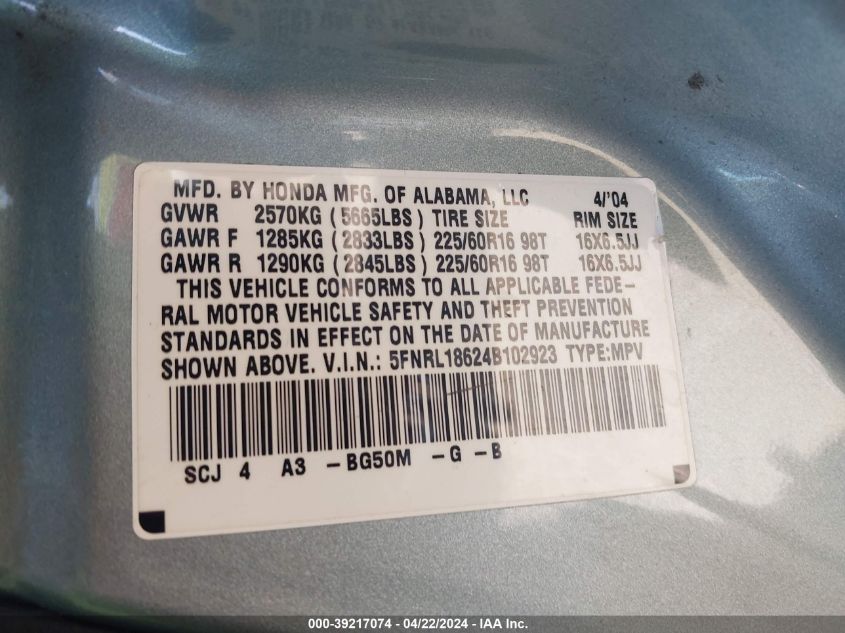 MFD. BY HONDA MFG. OF ALABAMA, LLC 4/'04
GVWR 2570KG (5665LBS) TIRE SIZE RIM SIZE
GAWR F 1285KG (2833LBS) 225/60R16 98T 16X6.5JJ
GAWR R 1290KG (2845LBS) 225/60R16 98T 16X6.5JJ
THIS VEHICLE CONFORMS TO ALL APPLICABLE FEDE-
RAL MOTOR VEHICLE SAFETY AND THEFT PREVENTION
STANDARDS IN EFFECT ON THE DATE OF MANUFACTURE
SHOWN ABOVE. V.I.N.: 5FNRL18624B102923 TYPE:MPV
SCJ 4 A3 -BG50M -G -B
000-39217074 - 04/22/2024 - IAA Inc.